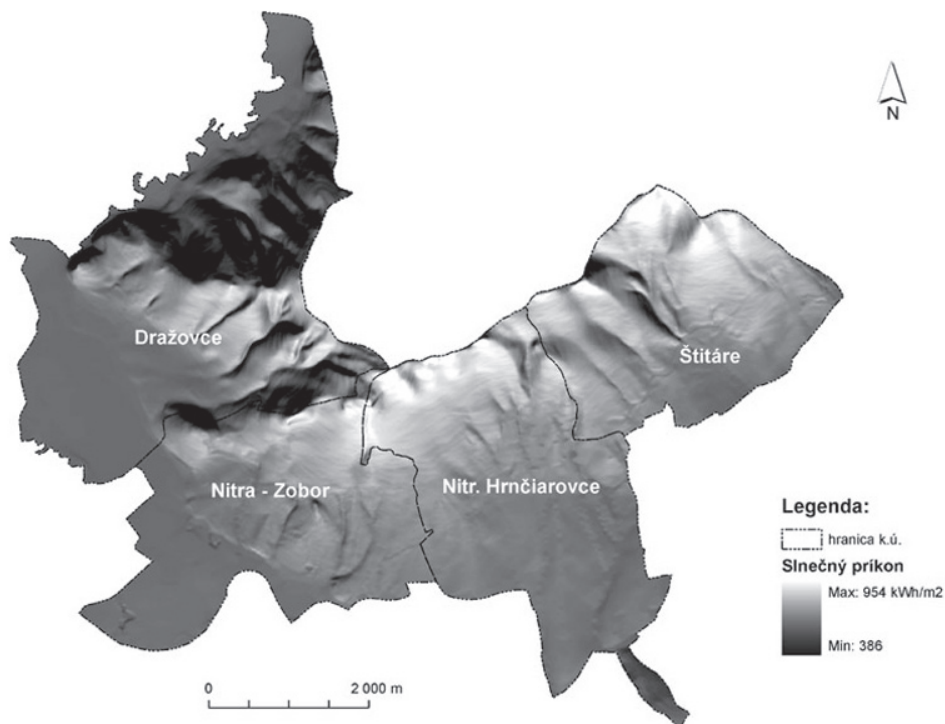 N
Dražovce
Štitáre
Nitra - Zobor
Nitr. Hrnčiarovce
Legenda:
hranica k.ú.
Slnečný príkon
Max: 954 kWh/m2
Min: 386
0 2 000 m